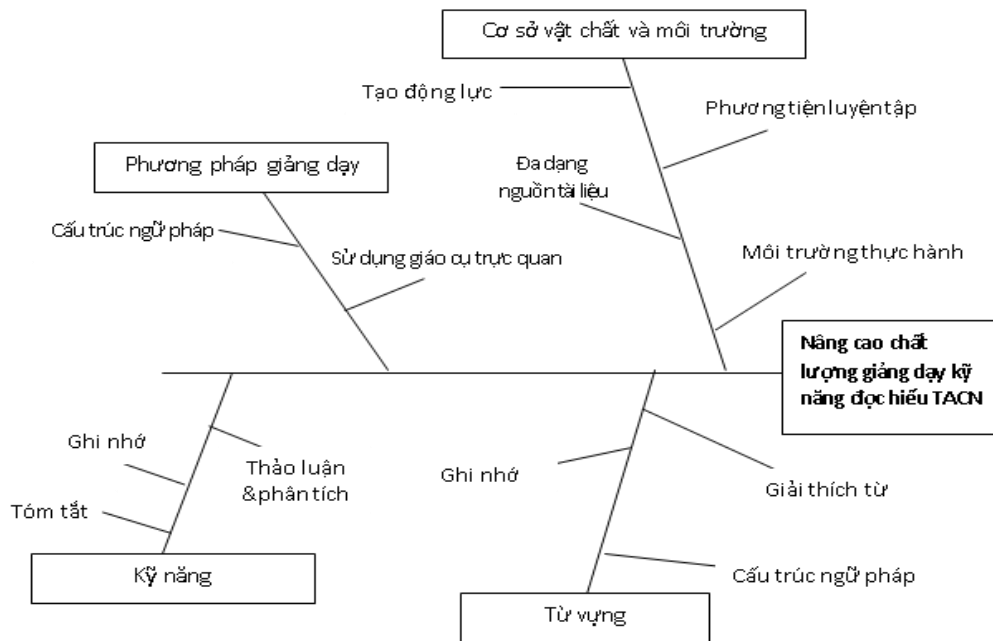 Cơ sở vật chất và môi trường
Tạo động lực
Phương tiện luyện tập
Phương pháp giảng dạy
Đa dạng
nguồn tài liệu
Cấu trúc ngữ pháp
Sử dụng giáo cụ trực quan
Môi trường thực hành
Nâng cao chất
lượng giảng dạy kỹ
năng đọc hiểu TACN
Ghi nhớ
Thảo luận
& phân tích
Tóm tắt
Kỹ năng
Ghi nhớ
Giải thích từ
Cấu trúc ngữ pháp
Từ vựng